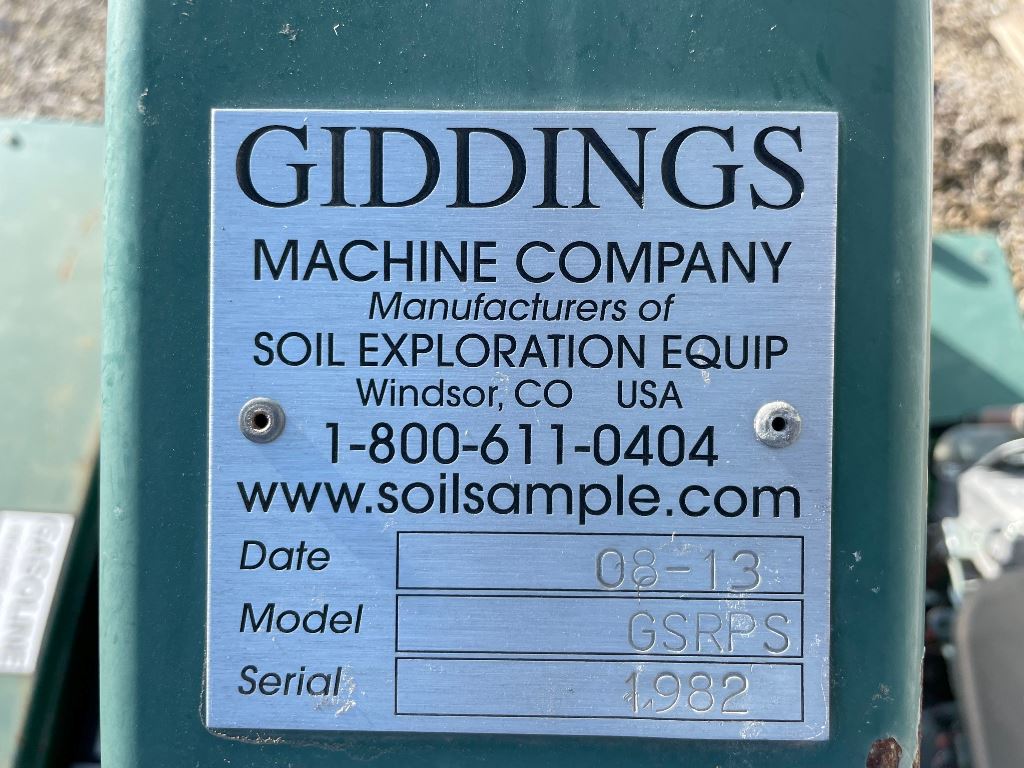 GIDDINGS
MACHINE COMPANY
Manufacturers of
SOIL EXPLORATION EQUIP
Windsor, CO USA
1-800-611-0404
www.soilsample.com
Date 08-13
Model GSRPS
Serial 1982
GASOLINE